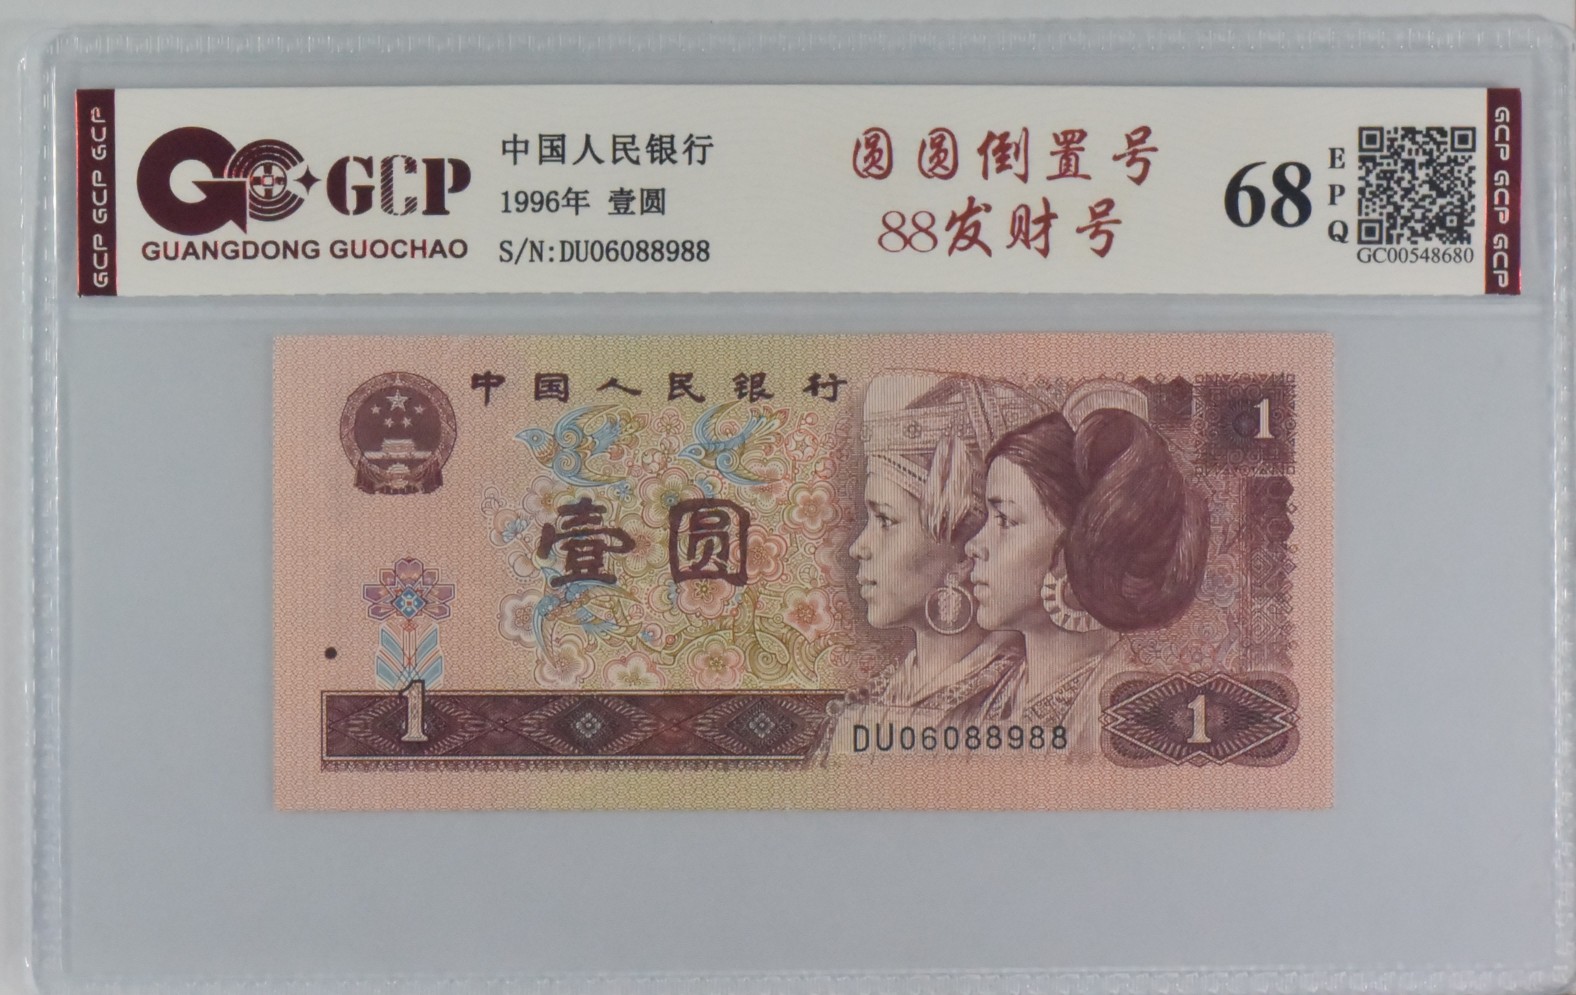 GCP GCP GCP
GCP
GUANGDONG GUOCHAO
中国人民银行
1996年 壹圆
S/N:DU06088988
圆圆倒置号
88发财号
68
EPQ
GC00548680
GCP GCP GCP
中国人民银行
1
壹圆
1
DU06088988
1